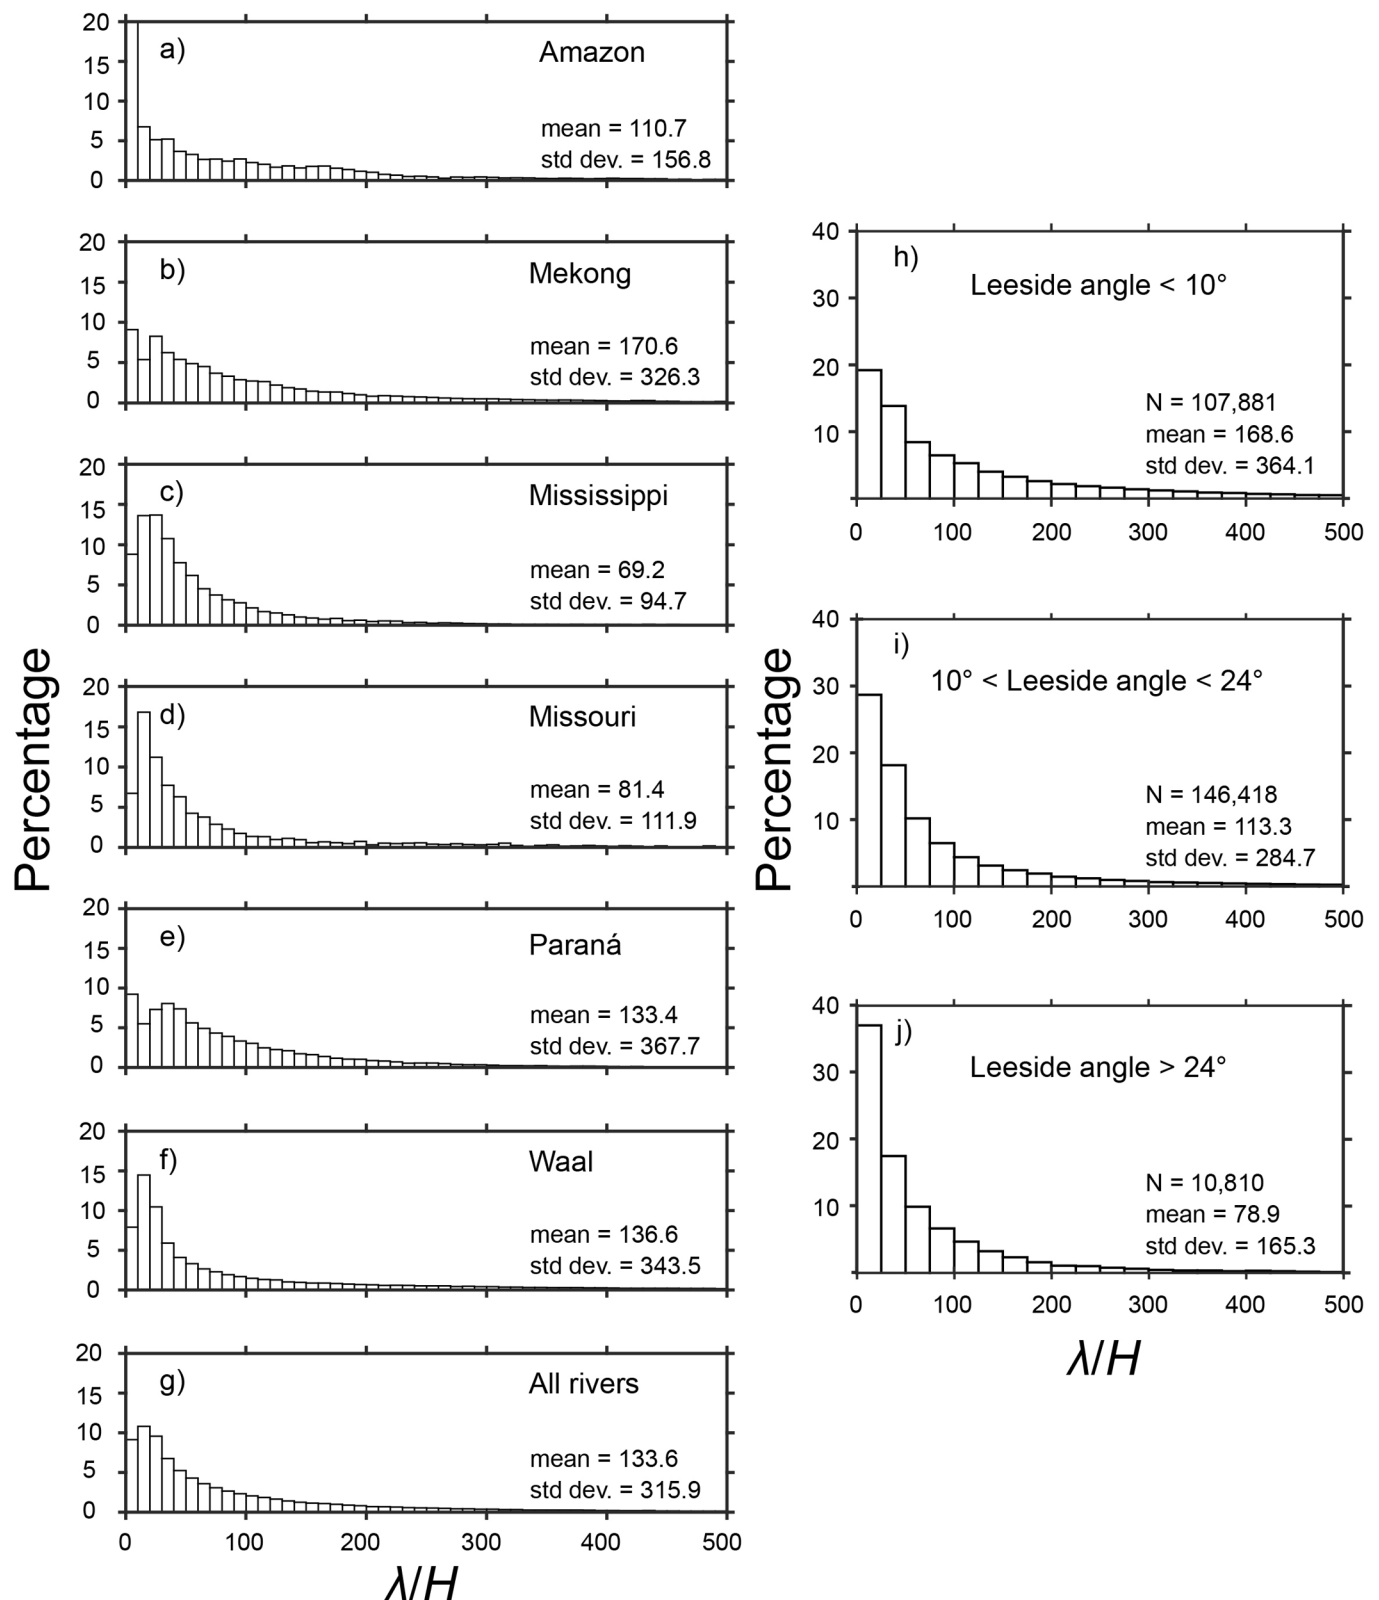 20
15
10
5
0
a)
Amazon
mean = 110.7
std dev. = 156.8
20
15
10
5
0
b)
Mekong
mean = 170.6
std dev. = 326.3
20
15
10
5
0
c)
Mississippi
mean = 69.2
std dev. = 94.7
20
15
10
5
0
d)
Missouri
mean = 81.4
std dev. = 111.9
20
15
10
5
0
e)
Paraná
mean = 133.4
std dev. = 367.7
20
15
10
5
0
f)
Waal
mean = 136.6
std dev. = 343.5
20
15
10
5
0
g)
All rivers
mean = 133.6
std dev. = 315.9
0 100 200 300 400 500
λ/H
Percentage
40
30
20
10
h)
Leeside angle < 10°
N = 107,881
mean = 168.6
std dev. = 364.1
0 100 200 300 400 500
40
30
20
10
i)
10° < Leeside angle < 24°
N = 146,418
mean = 113.3
std dev. = 284.7
0 100 200 300 400 500
40
30
20
10
j)
Leeside angle > 24°
N = 10,810
mean = 78.9
std dev. = 165.3
0 100 200 300 400 500
λ/H
Percentage